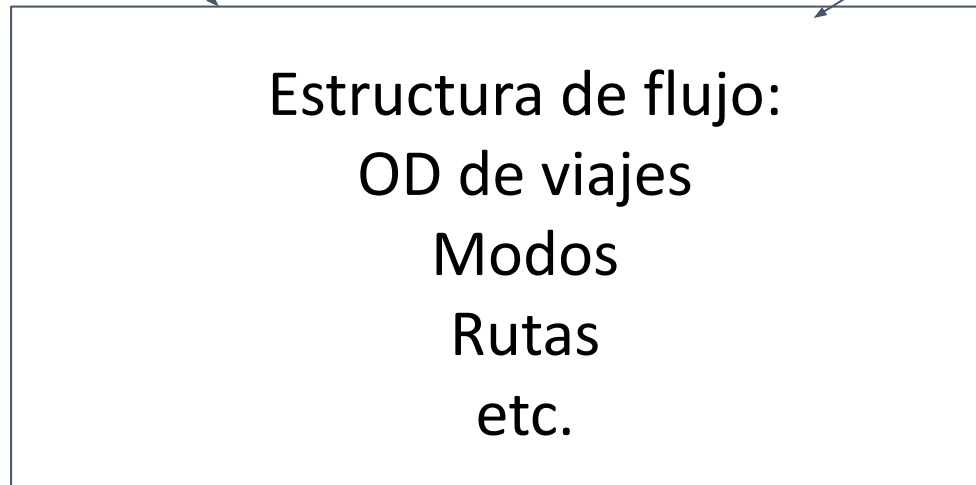 Estructura de flujo:
OD de viajes
Modos
Rutas
etc.